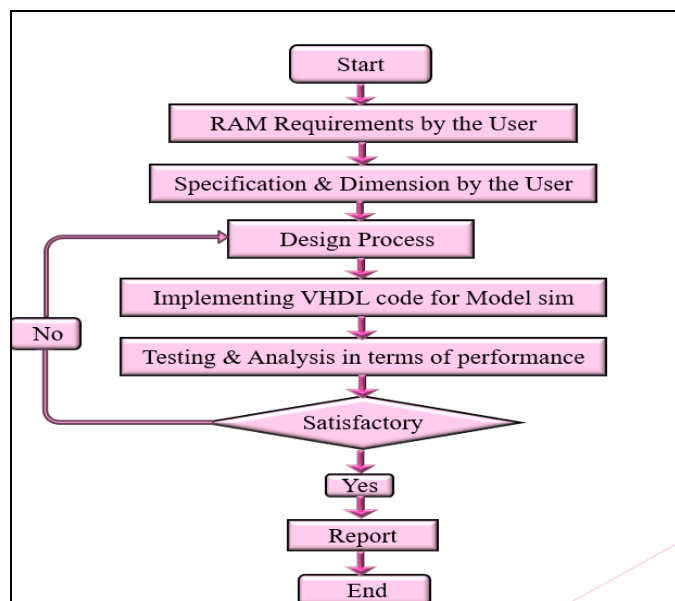 Start
RAM Requirements by the User
Specification & Dimension by the User
Design Process
Implementing VHDL code for Model sim
No
Testing & Analysis in terms of performance
Satisfactory
Yes
Report
End